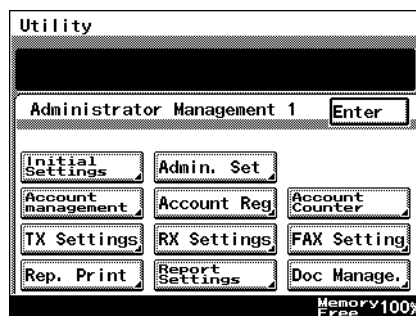 Utility
Administrator Management 1 Enter
Initial Settings
Admin. Set
Account management
Account Reg
Account Counter
TX Settings
RX Settings
FAX Setting
Rep. Print
Report Settings
Doc Manage.
Memory Free 100%